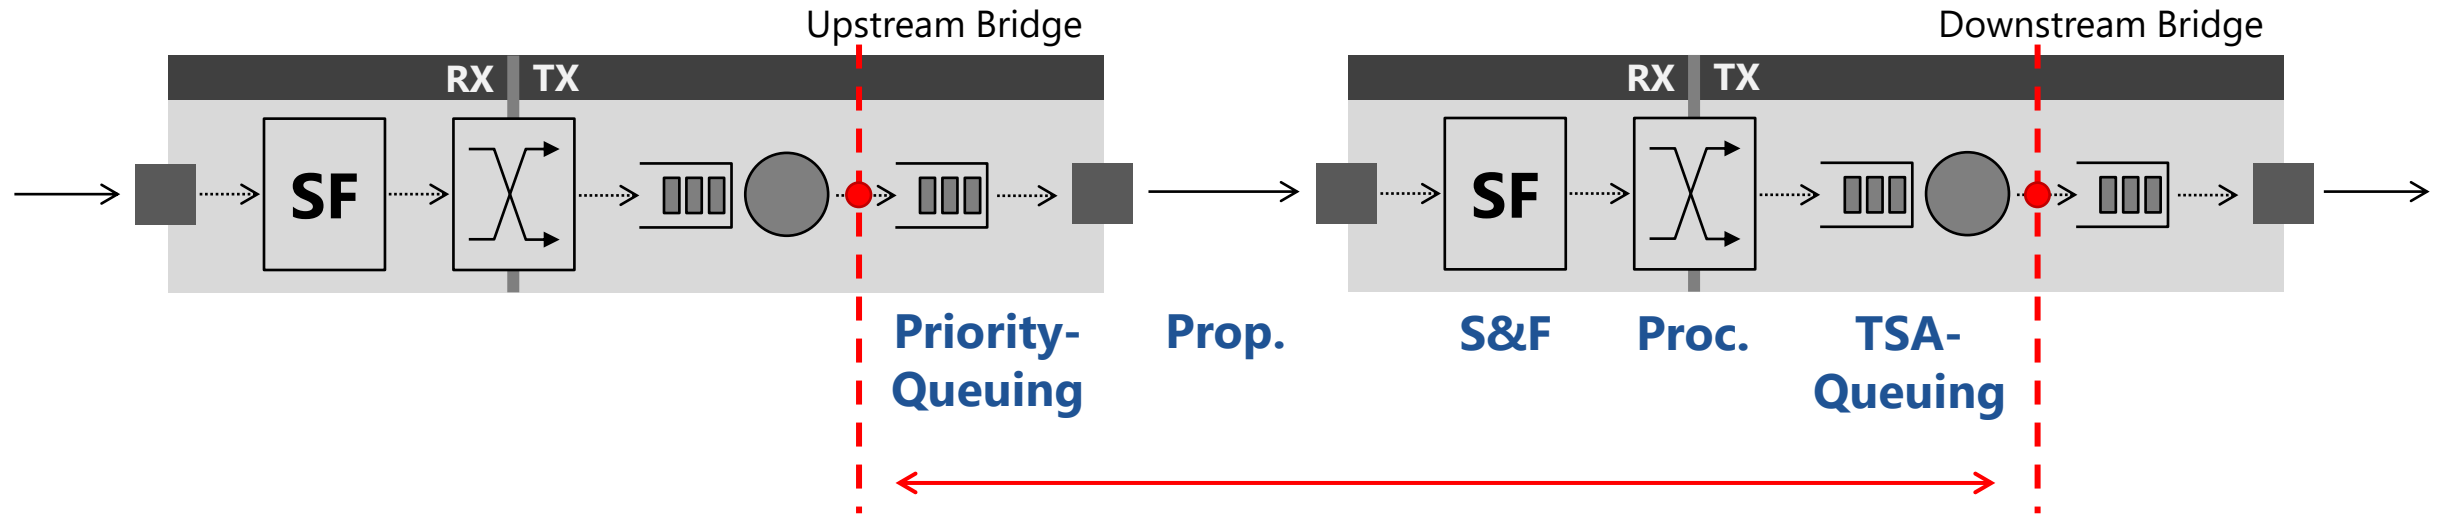 Upstream Bridge
Downstream Bridge
RX TX
RX TX
SF
SF
Priority-
Queuing
Prop.
S&F
Proc.
TSA-
Queuing